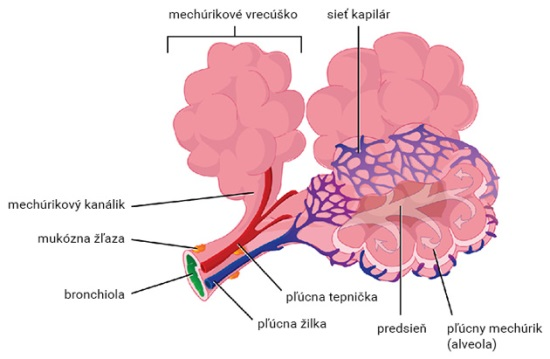 mechúrikové vrecúško
sieť kapilár
mechúrikový kanálik
mukózna žľaza
bronchiola
pľúcna tepnička
pľúcna žilka
predsieň
pľúcny mechúrik
(alveola)